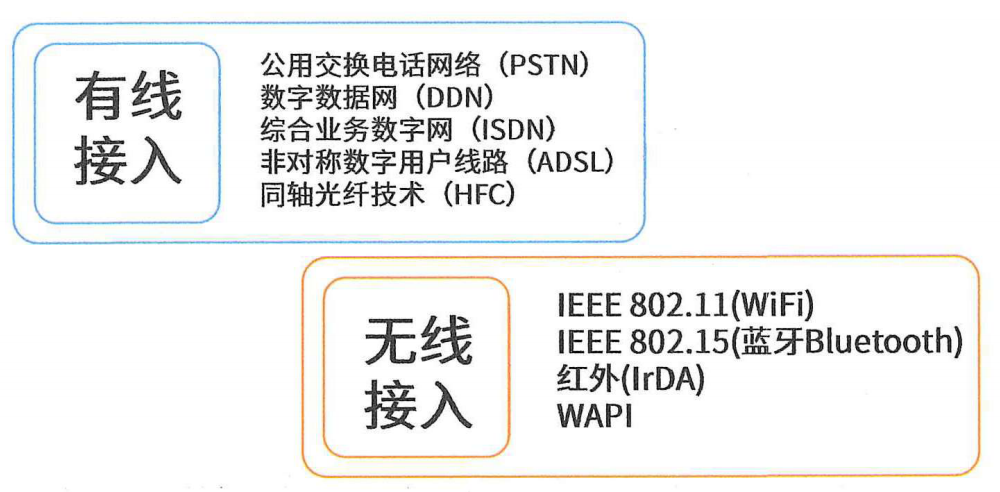 有线
接入
公用交换电话网络（PSTN）
数字数据网（DDN）
综合业务数字网（ISDN）
非对称数字用户线路（ADSL）
同轴光纤技术（HFC）
无线
接入
IEEE 802.11(WiFi)
IEEE 802.15(蓝牙Bluetooth)
红外(IrDA)
WAPI